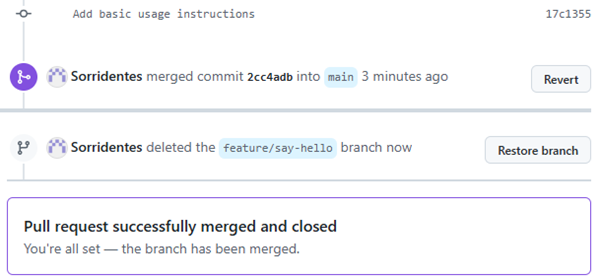 Add basic usage instructions 17c1355
Sorridentes merged commit 2cc4adb into main 3 minutes ago Revert
Sorridentes deleted the feature/say-hello branch now Restore branch
Pull request successfully merged and closed
You're all set — the branch has been merged.